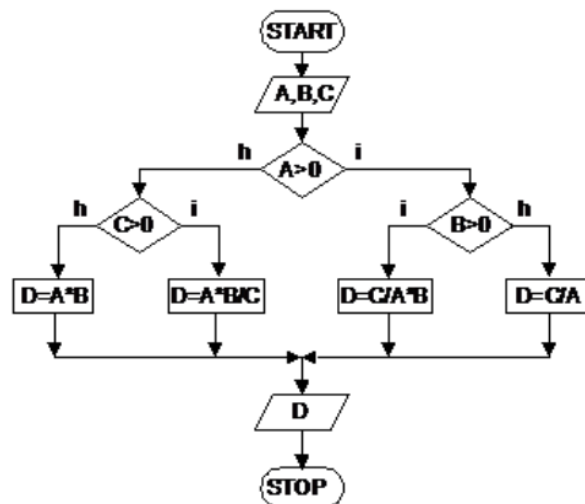 START
A,B,C
h
A>0
i
h
C>0
i
i
B>0
h
D=A*B
D=A*B/C
D=C/A*B
D=C/A
D
STOP